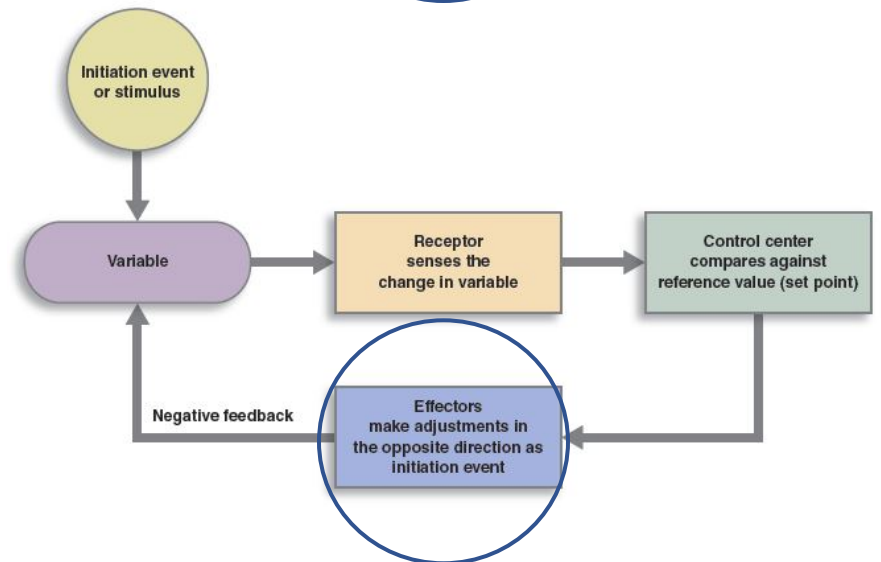 Initiation event
or stimulus
Variable
Receptor
senses the
change in variable
Control center
compares against
reference value (set point)
Effectors
make adjustments in
the opposite direction as
initiation event
Negative feedback